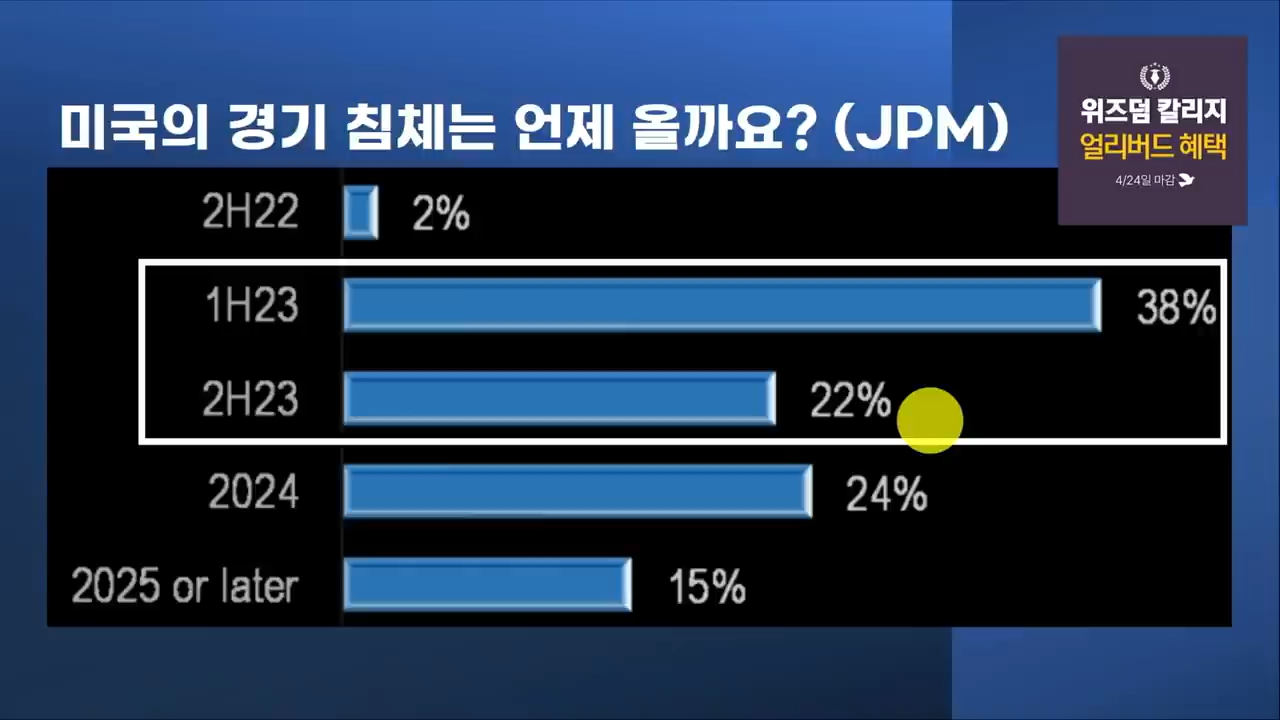 미국의 경기 침체는 언제 올까요? (JPM)
위즈덤 칼리지
얼리버드 혜택
4/24일 마감
2H22 2%
1H23 38%
2H23 22%
2024 24%
2025 or later 15%